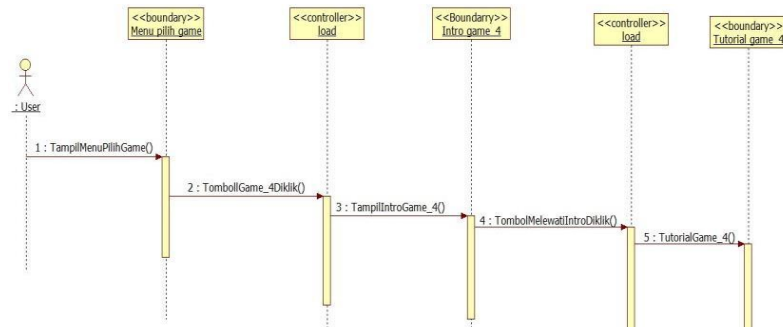 <<boundary>>
Menu pilih game
<<controller>>
load
<<Boundarry>>
Intro game_4
<<controller>>
load
<<boundary>>
Tutorial game_4
: User
1 : TampilMenuPilihGame()
2 : TombollGame_4Diklik()
3 : TampilIntroGame_4()
4 : TombolMelewatiIntroDiklik()
5 : TutorialGame_4()